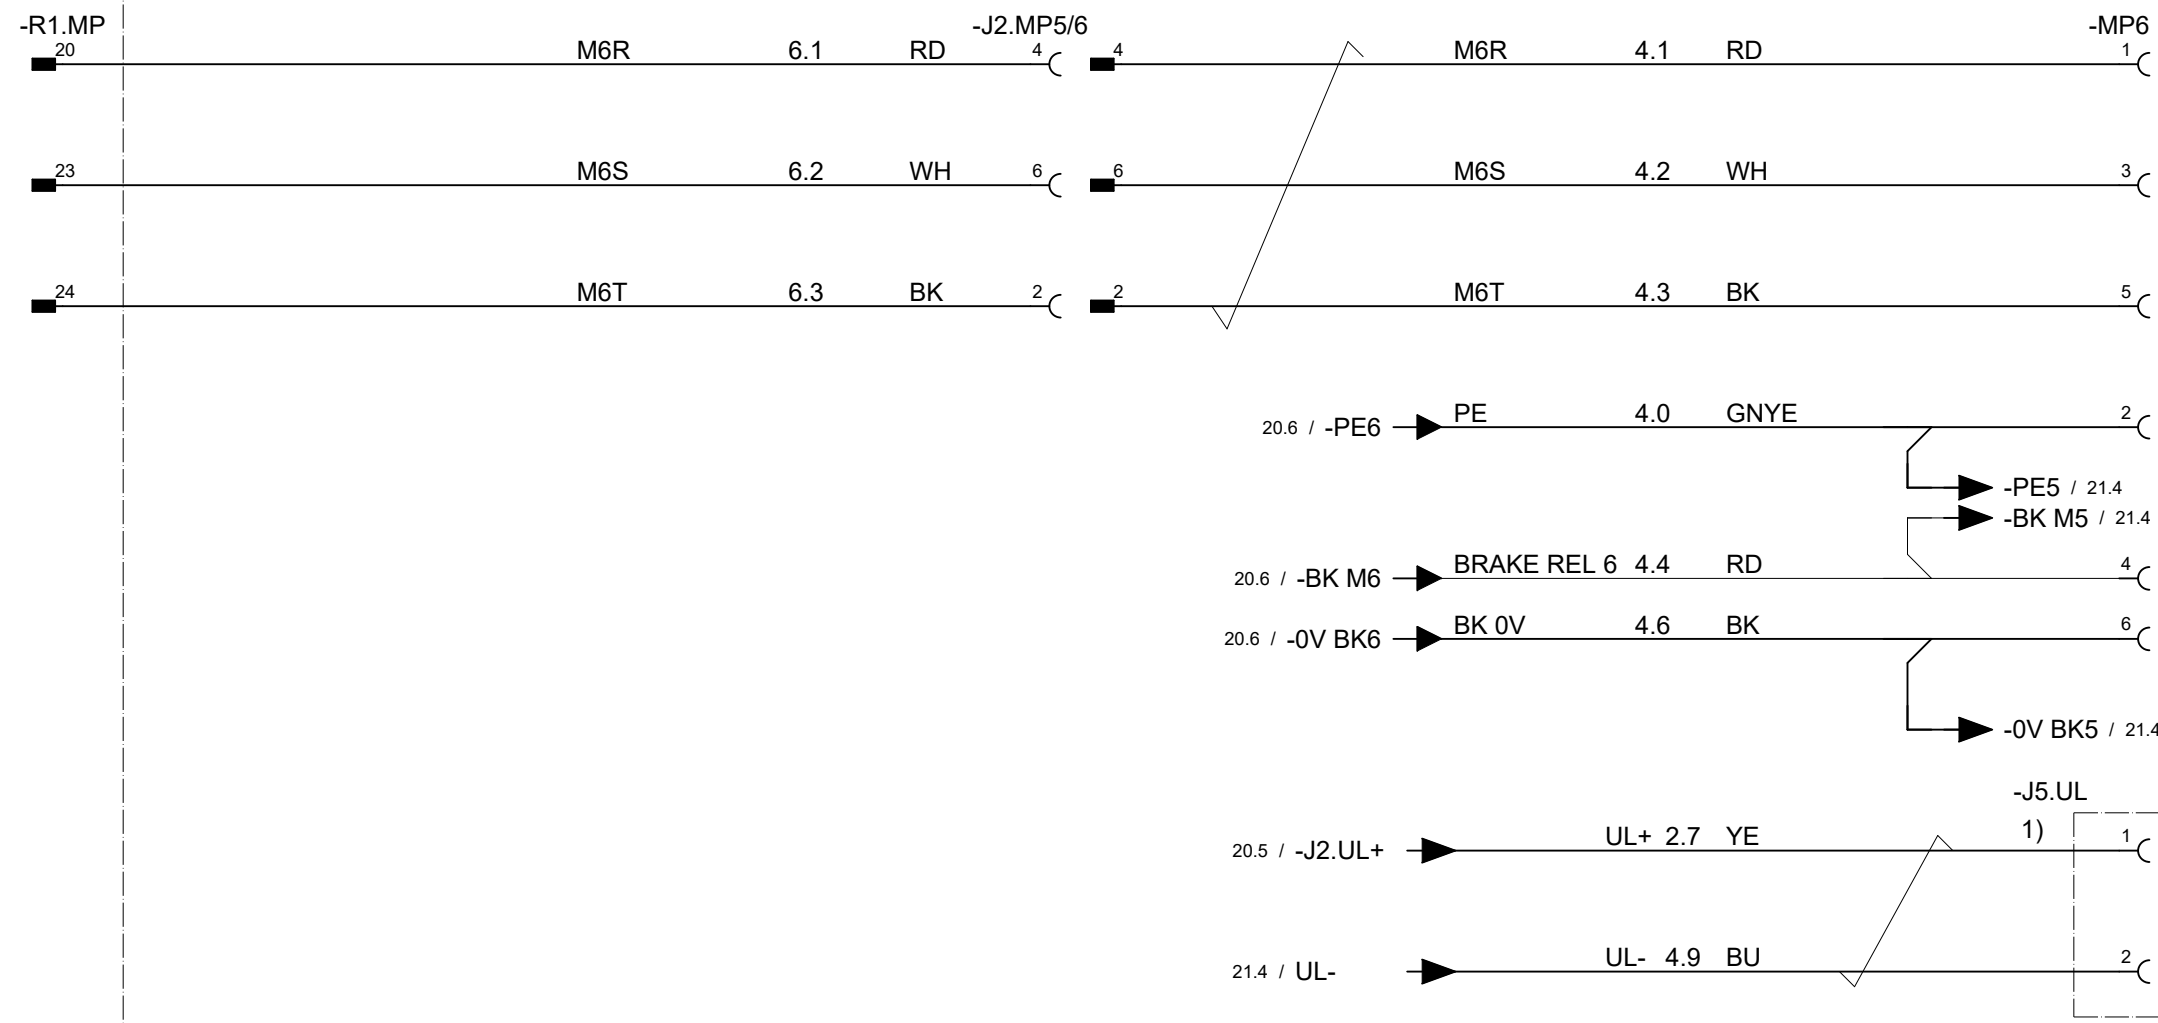 -R1.MP -J2.MP5/6 -MP6
20 M6R 6.1 RD 4 4 M6R 4.1 RD 1
23 M6S 6.2 WH 6 6 M6S 4.2 WH 3
24 M6T 6.3 BK 2 2 M6T 4.3 BK 5
20.6 / -PE6 PE 4.0 GNYE 2
-PE5 / 21.4
-BK M5 / 21.4
20.6 / -BK M6 BRAKE REL 6 4.4 RD 4
20.6 / -0V BK6 BK 0V 4.6 BK 6
-0V BK5 / 21.4
-J5.UL
1)
20.5 / -J2.UL+ UL+ 2.7 YE 1
21.4 / UL- UL- 4.9 BU 2